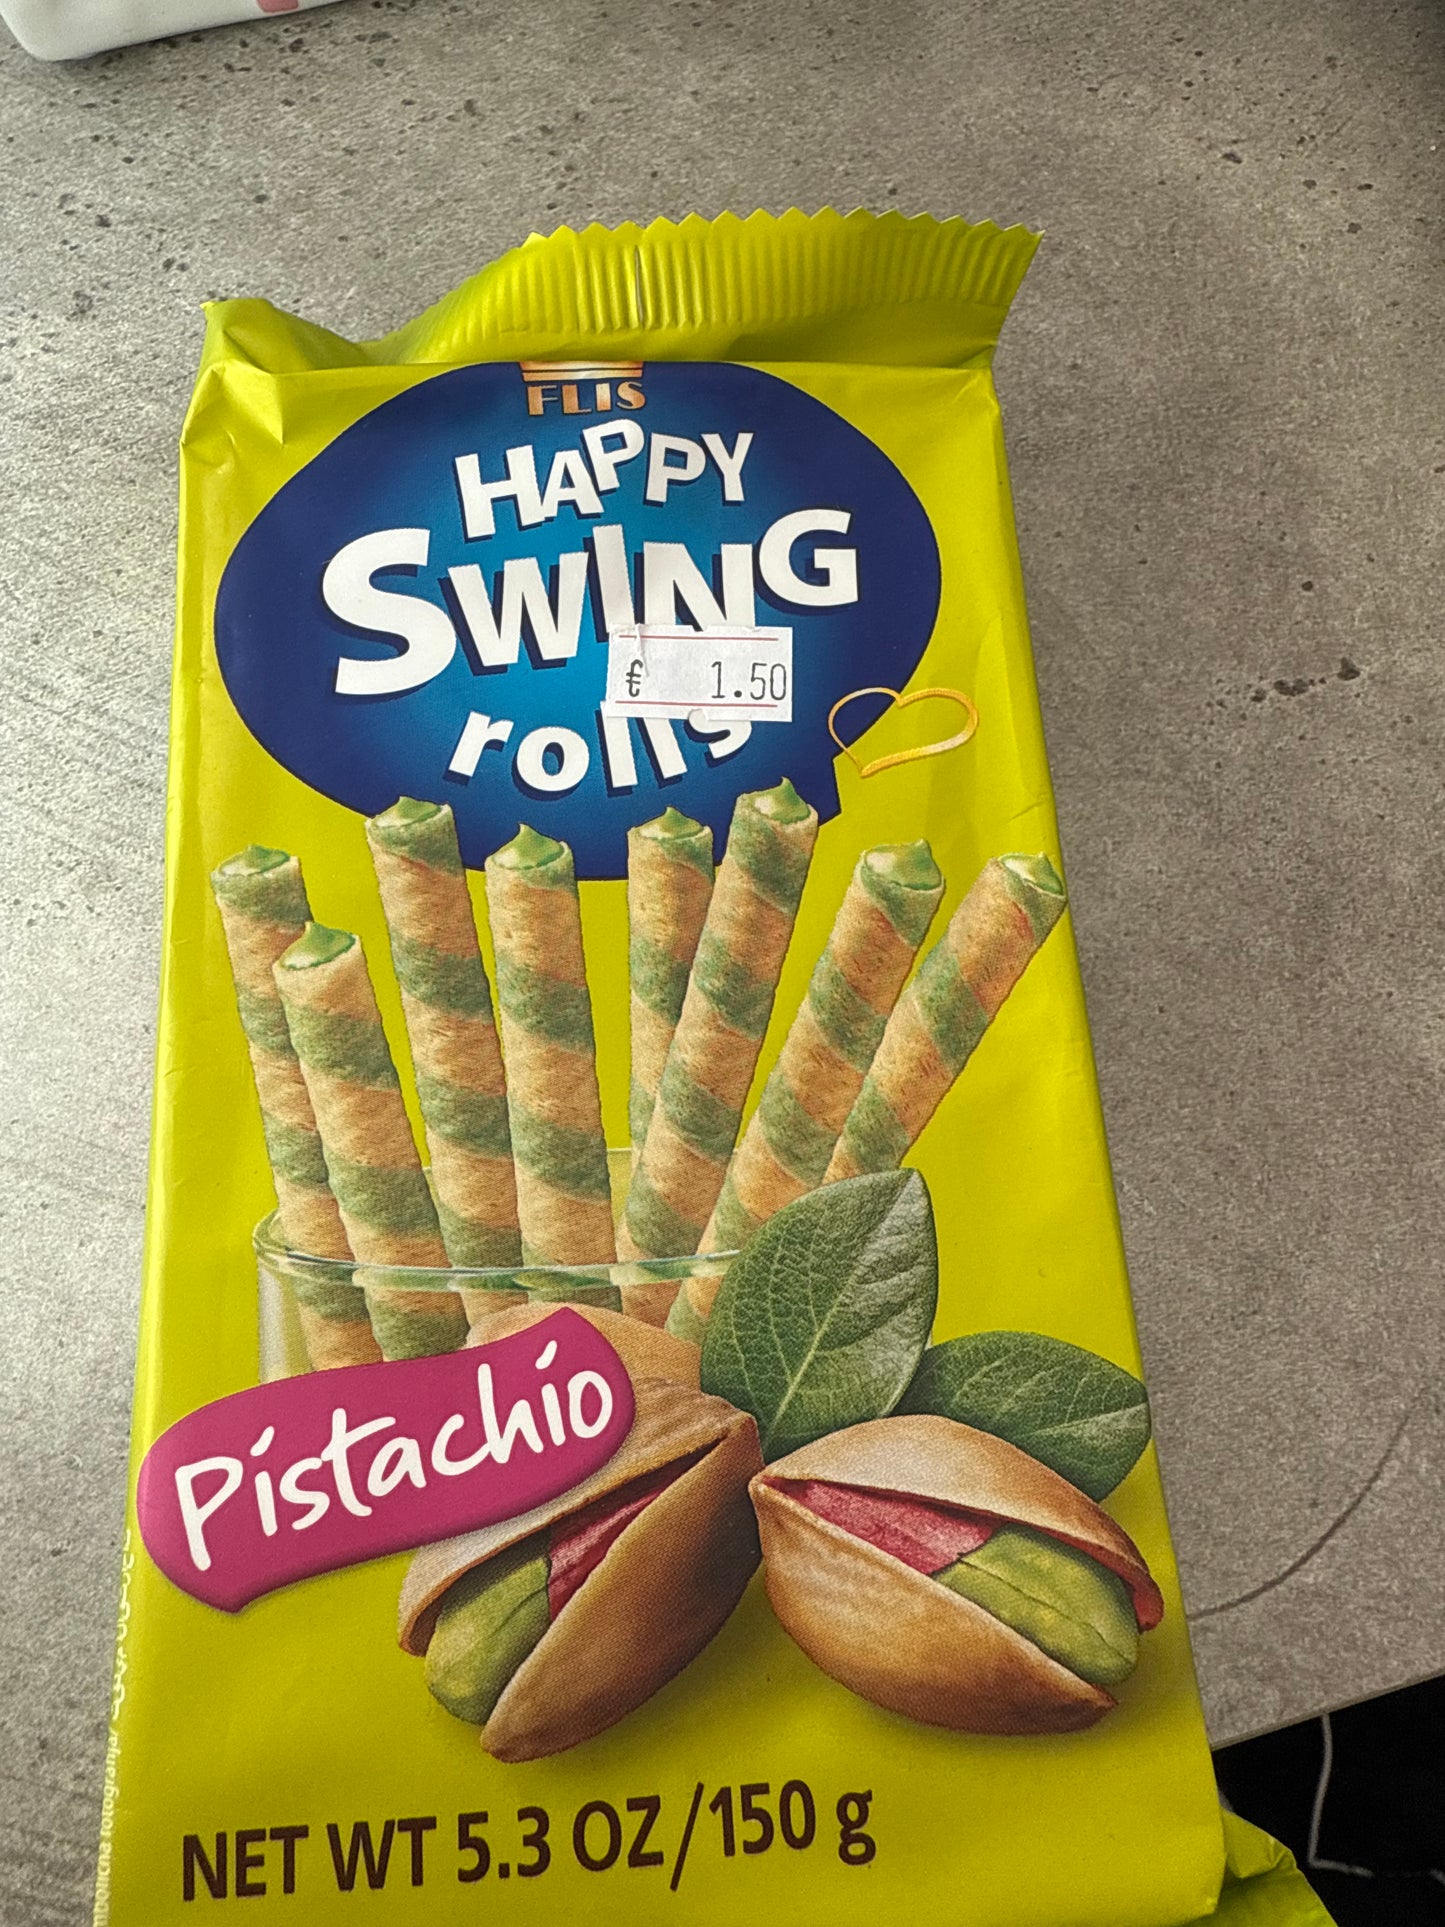 FLIS
HAPPY
SWING
€ 1.50
rolls
Pistachio
NET WT 5.3 OZ/150 g